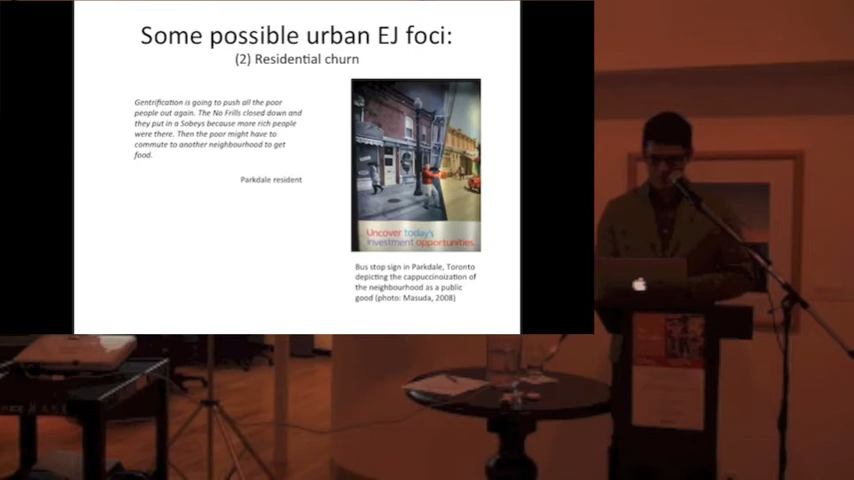 Some possible urban EJ foci:
(2) Residential churn
Gentrification is going to push all the poor
people out again. The No Frills closed down and
they put in a Sobeys because more rich people
were there. Then the poor might have to
commute to another neighbourhood to get
food.
Parkdale resident
Uncover today's
investment opportunities.
Bus stop sign in Parkdale, Toronto
depicting the cappuccinoization of
the neighbourhood as a public
good (photo: Masuda, 2008)